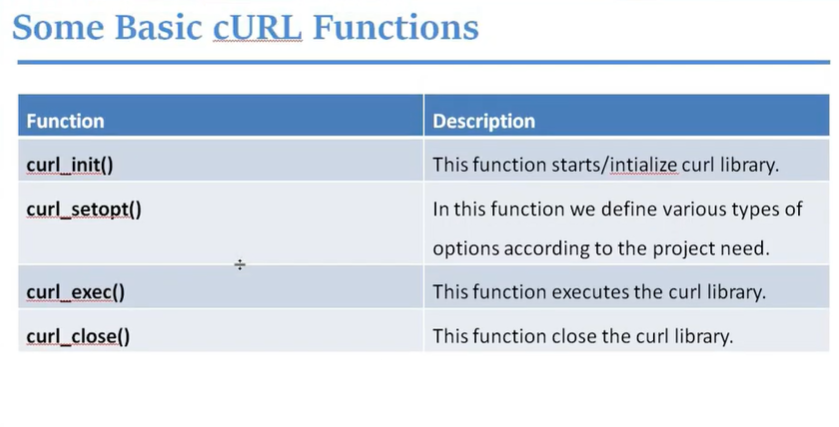 Some Basic cURL Functions
Function Description
curl_init() This function starts/intialize curl library.
curl_setopt() In this function we define various types of
options according to the project need.
curl_exec() This function executes the curl library.
curl_close() This function close the curl library.